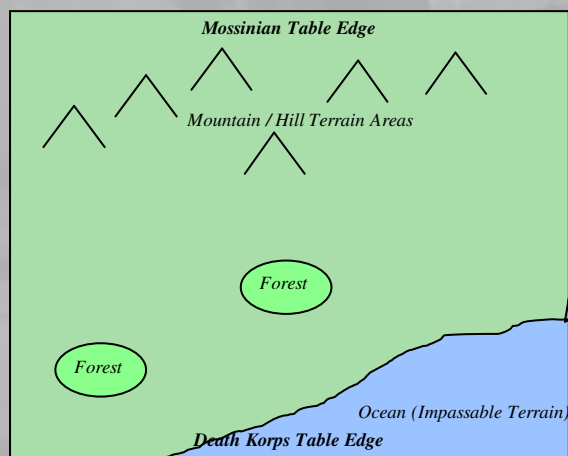 Mossinian Table Edge
Mountain / Hill Terrain Areas
Forest
Forest
Ocean (Impassable Terrain)
Death Korps Table Edge